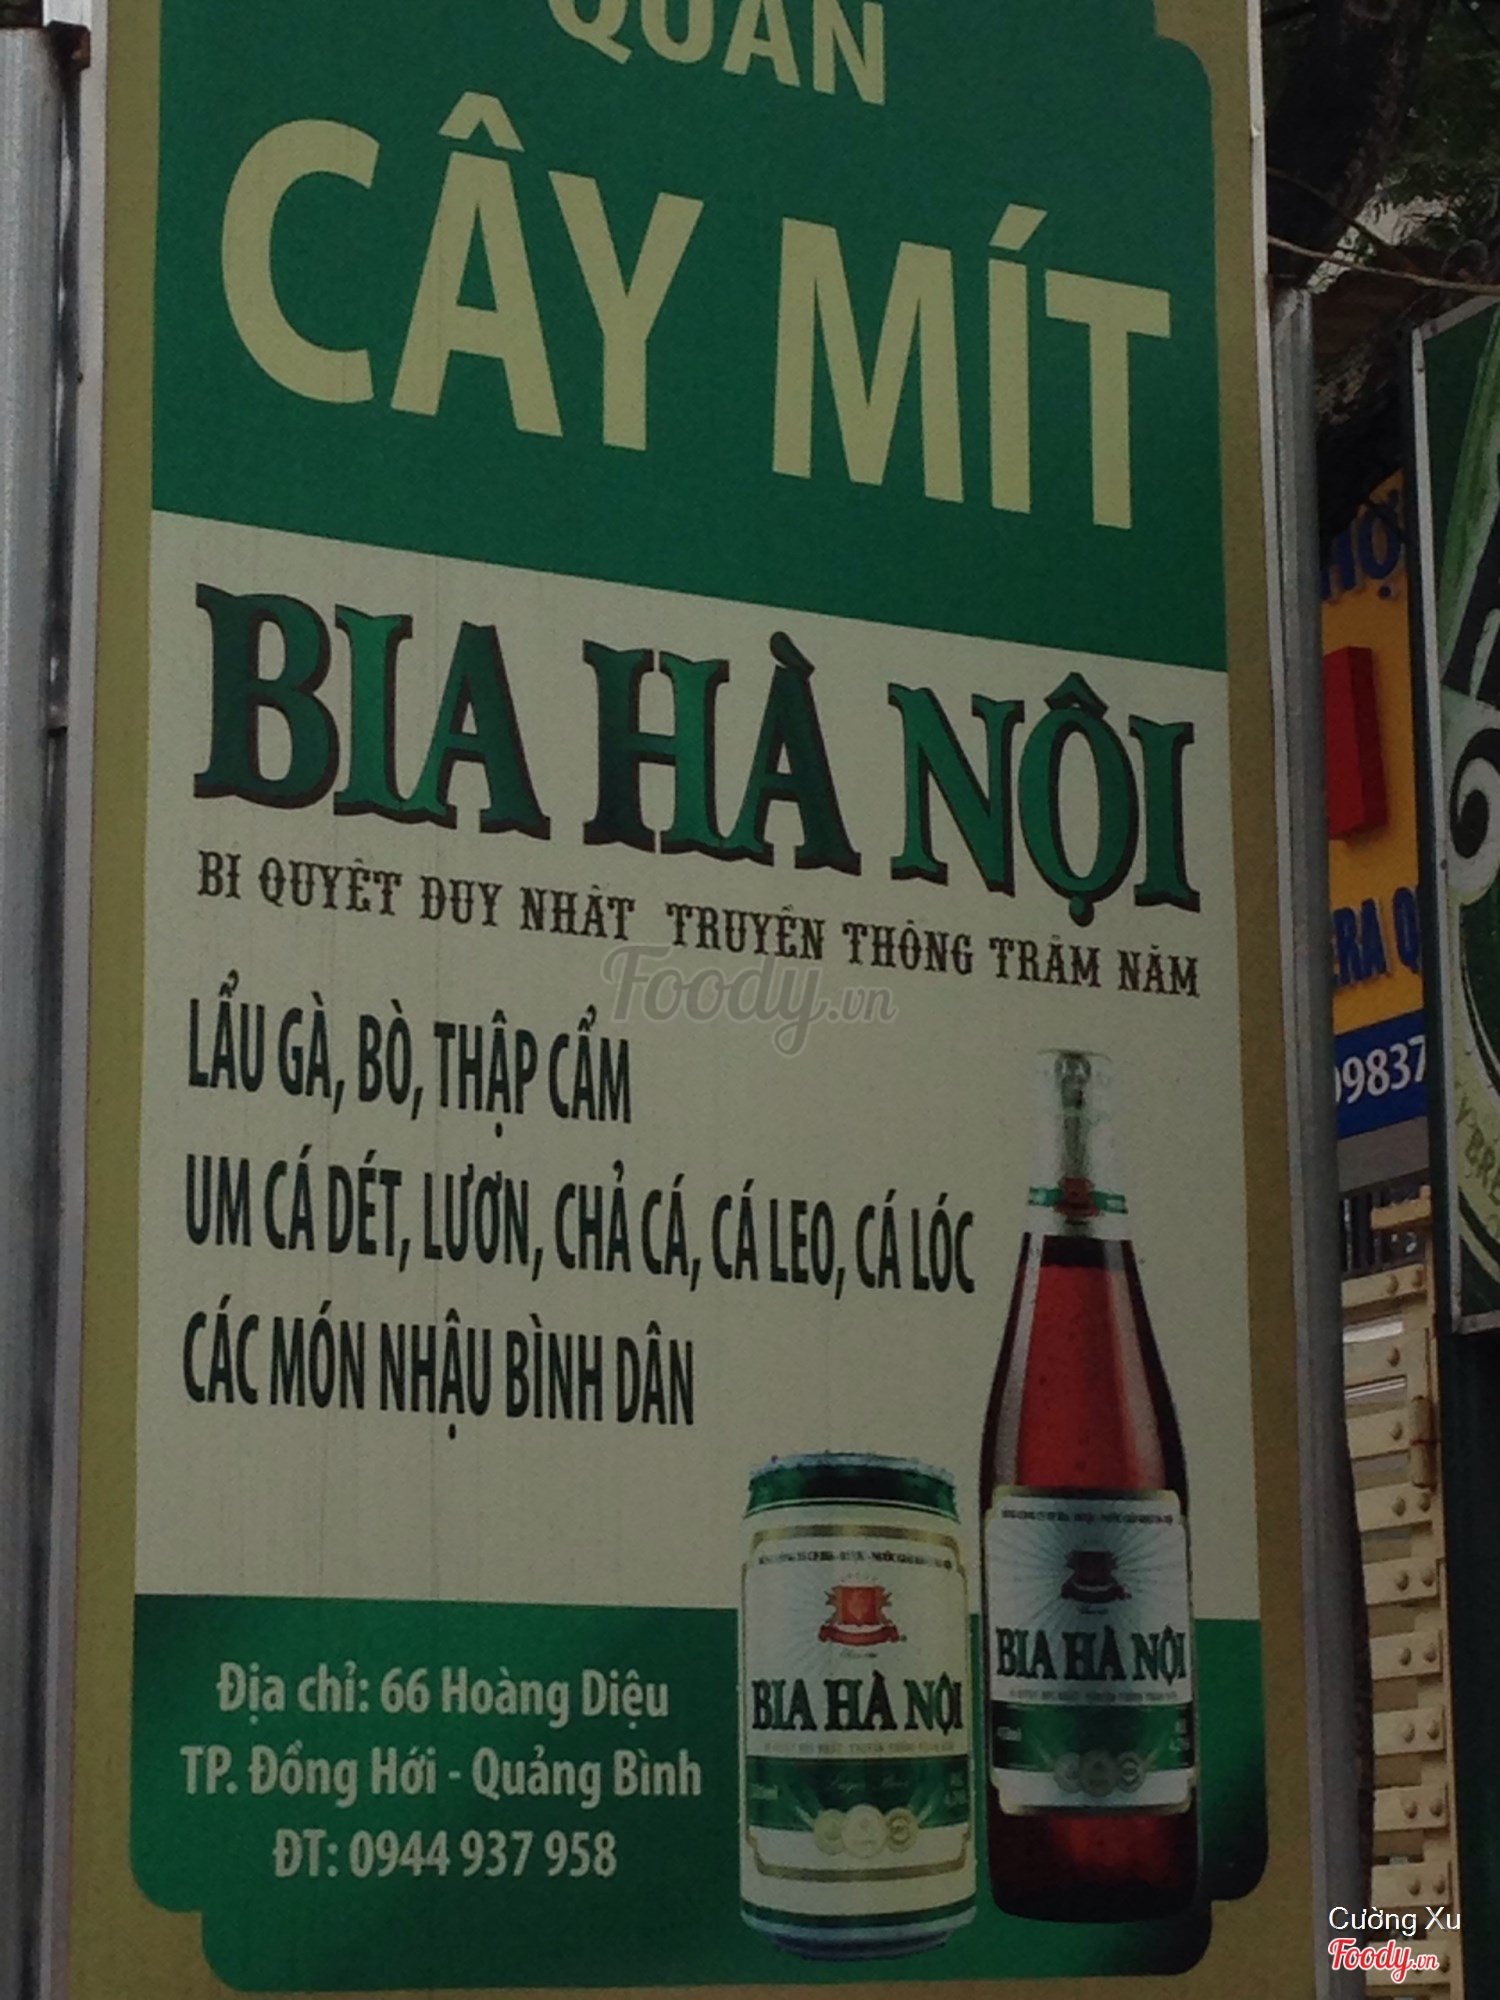 QUÁN
CÂY MÍT
BIA HÀ NỘI
BÍ QUYẾT DUY NHẤT TRUYỀN THỐNG TRĂM NĂM
Foody.vn
LẨU GÀ, BÒ, THẬP CẨM
UM CÁ DÉT, LƯƠN, CHẢ CÁ, CÁ LEO, CÁ LÓC
CÁC MÓN NHẬU BÌNH DÂN
Địa chỉ: 66 Hoàng Diệu
TP. Đồng Hới - Quảng Bình
ĐT: 0944 937 958
BIA HÀ NỘI
BIA HÀ NỘI
ERA
0983
Cường Xu
Foody.vn